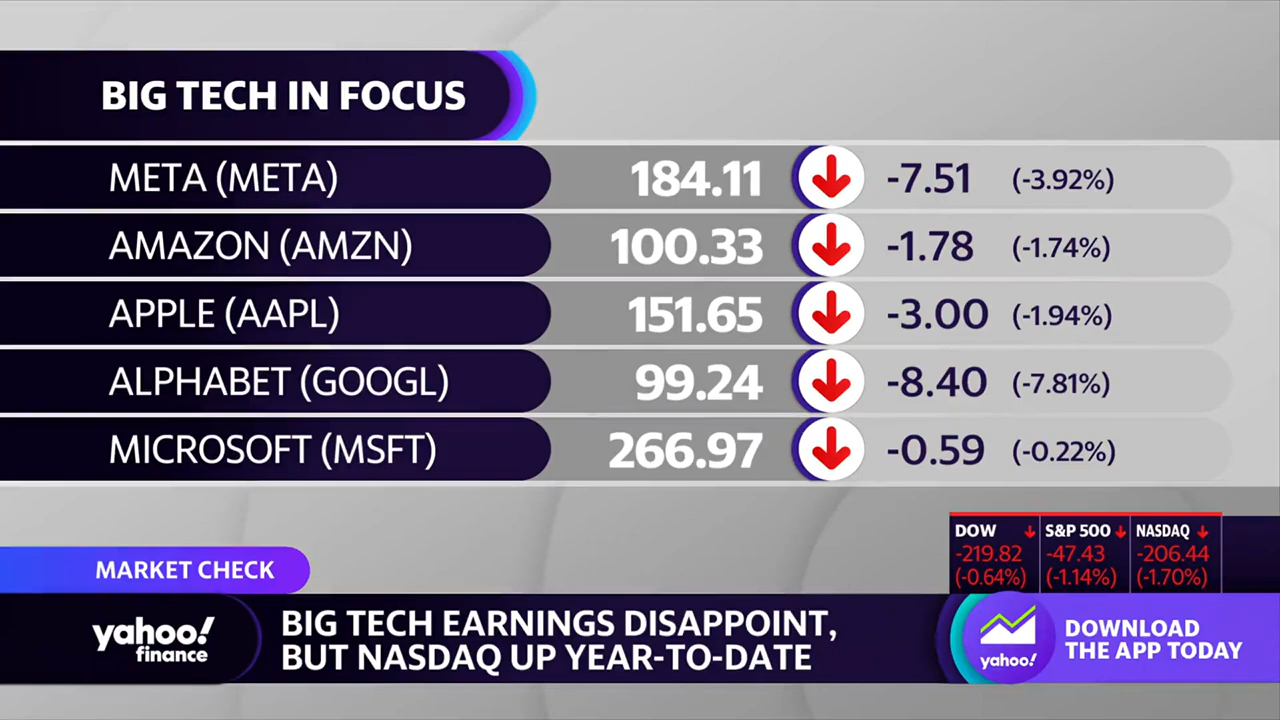 BIG TECH IN FOCUS
META (META) 184.11 -7.51 (-3.92%)
AMAZON (AMZN) 100.33 -1.78 (-1.74%)
APPLE (AAPL) 151.65 -3.00 (-1.94%)
ALPHABET (GOOGL) 99.24 -8.40 (-7.81%)
MICROSOFT (MSFT) 266.97 -0.59 (-0.22%)
DOW S&P 500 NASDAQ
-219.82 -47.43 -206.44
(-0.64%) (-1.14%) (-1.70%)
MARKET CHECK
yahoo!
finance
BIG TECH EARNINGS DISAPPOINT,
BUT NASDAQ UP YEAR-TO-DATE
yahoo!
DOWNLOAD
THE APP TODAY